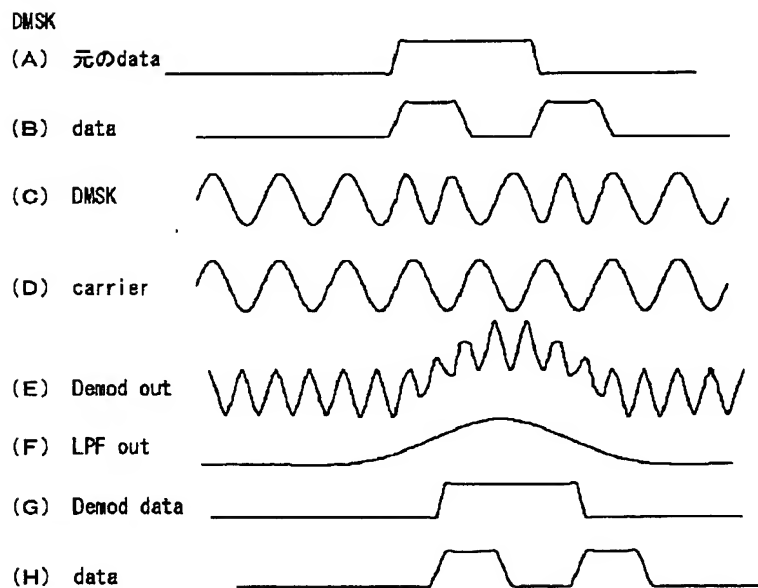 DMSK
(A) 元のdata
(B) data
(C) DMSK
(D) carrier
(E) Demod out
(F) LPF out
(G) Demod data
(H) data